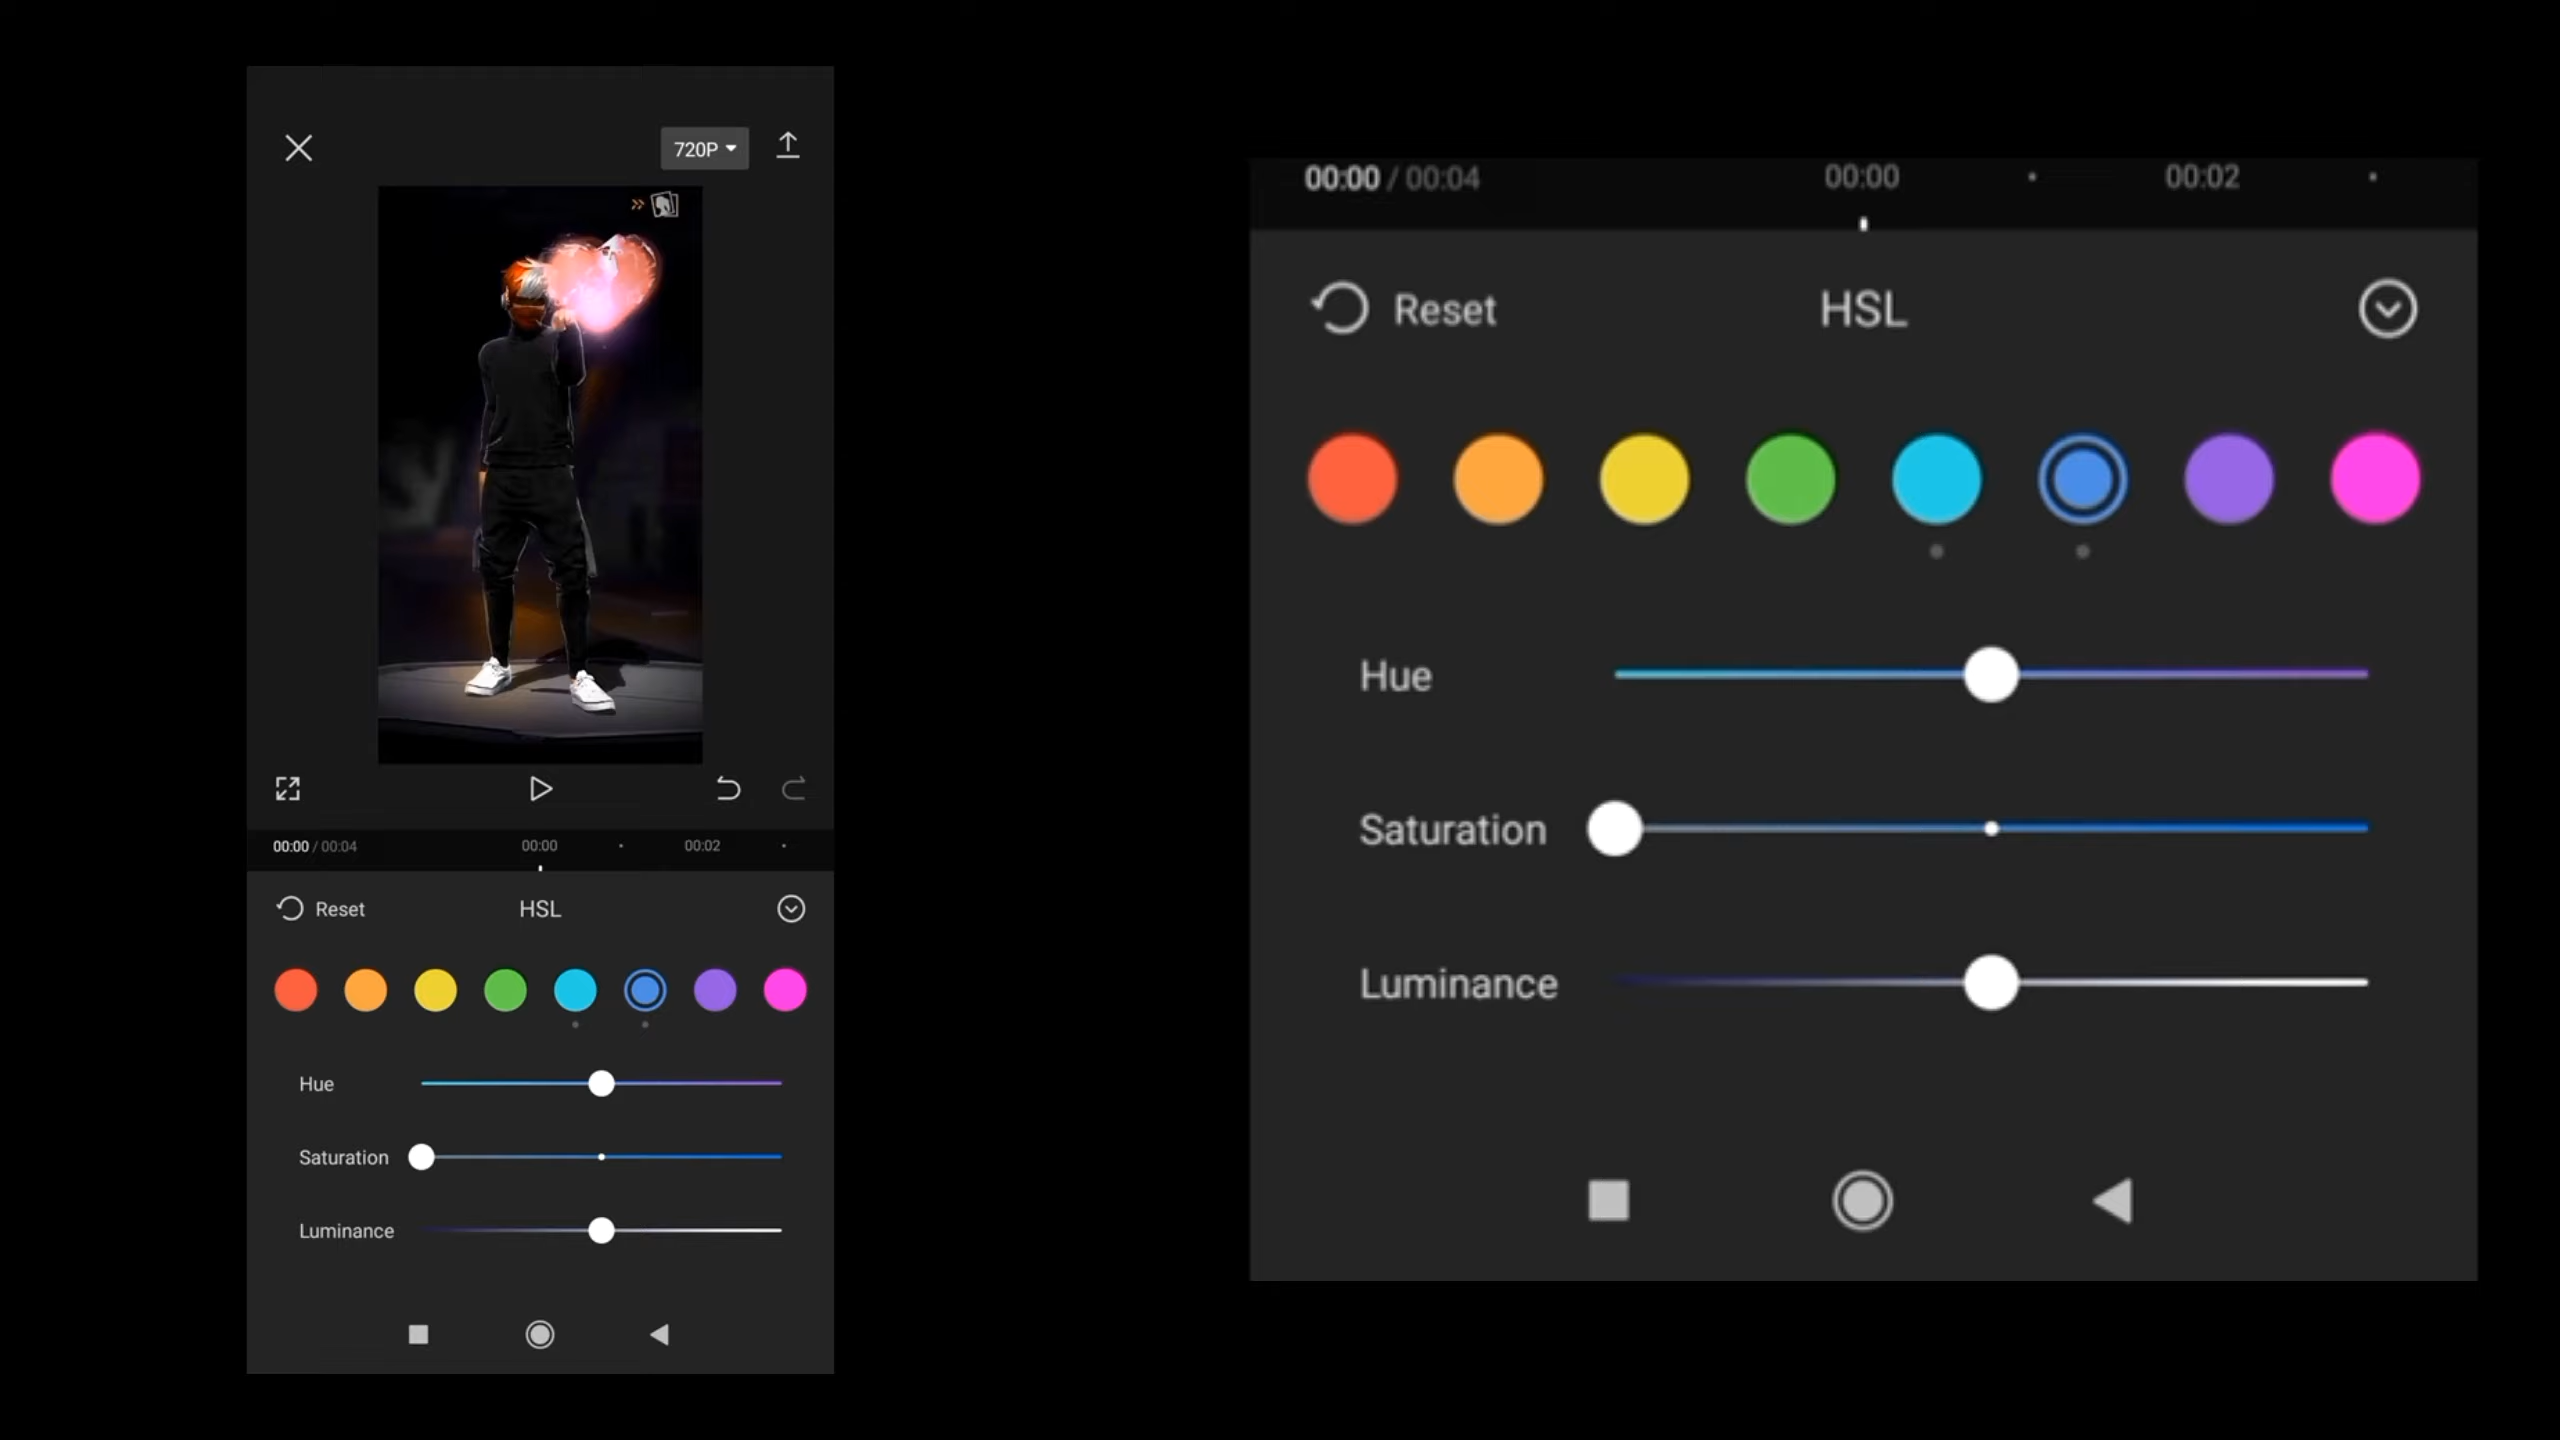 720P
00:00 / 00:04
00:00
00:02
Reset
HSL
Hue
Saturation
Luminance
00:00 / 00:04
00:00
00:02
Reset
HSL
Hue
Saturation
Luminance